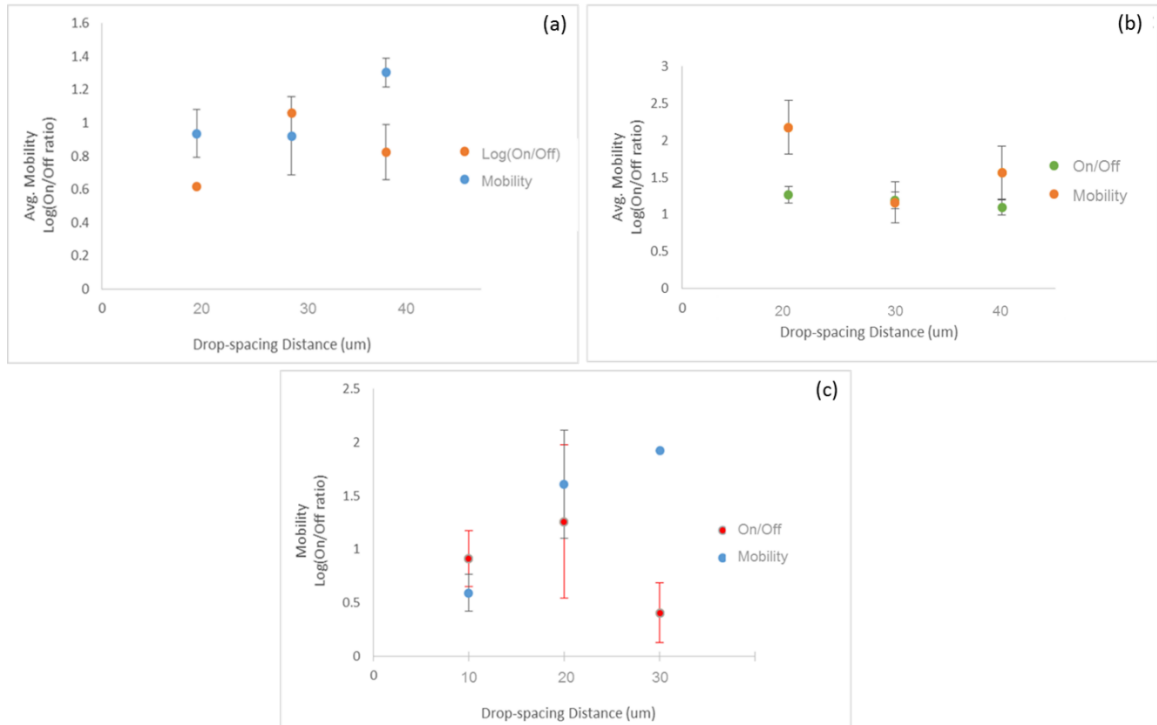 (a)
1.6
1.4
1.2
1
0.8
0.6
0.4
0.2
0
Avg. Mobility
Log(On/Off ratio)
0 20 30 40
Drop-spacing Distance (um)
Log(On/Off)
Mobility
(b)
3
2.5
2
1.5
1
0.5
0
Avg. Mobility
Log(On/Off ratio)
0 20 30 40
Drop-spacing Distance (um)
On/Off
Mobility
(c)
2.5
2
1.5
1
0.5
0
Mobility
Log(On/Off ratio)
0 10 20 30
Drop-spacing Distance (um)
On/Off
Mobility